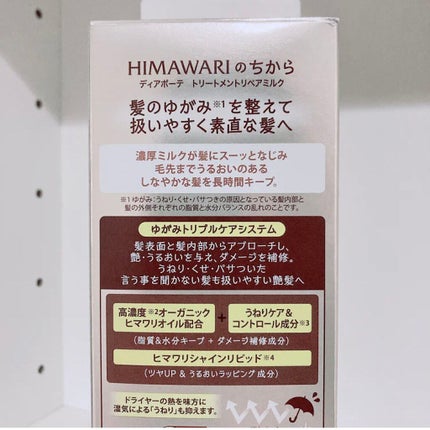 HIMAWARIのちから
ディアボーテ トリートメントリペアミルク
髪のゆがみ※1を整えて
扱いやすく素直な髪へ
濃厚ミルクが髪にスーッとなじみ
毛先までうるおいのある
しなやかな髪を長時間キープ。
※1 ゆがみ:うねり・くせ・パサつきの原因となっている髪内部と
髪の外側それぞれの脂質と水分バランスの乱れのことです。
ゆがみトリプルケアシステム
髪表面と髪内部からアプローチし、
艶・うるおいを与え、ダメージを補修。
うねり・くせ・パサついた
言う事を聞かない髪も扱いやすい艶髪へ
高濃度※2オーガニック
ヒマワリオイル配合
+
うねりケア&
コントロール成分※3
(脂質&水分キープ + ダメージ補修成分)
ヒマワリシャインリピッド※4
(ツヤUP & うるおいラッピング成分)
ドライヤーの熱を味方に
湿気による「うねり」も抑えます。